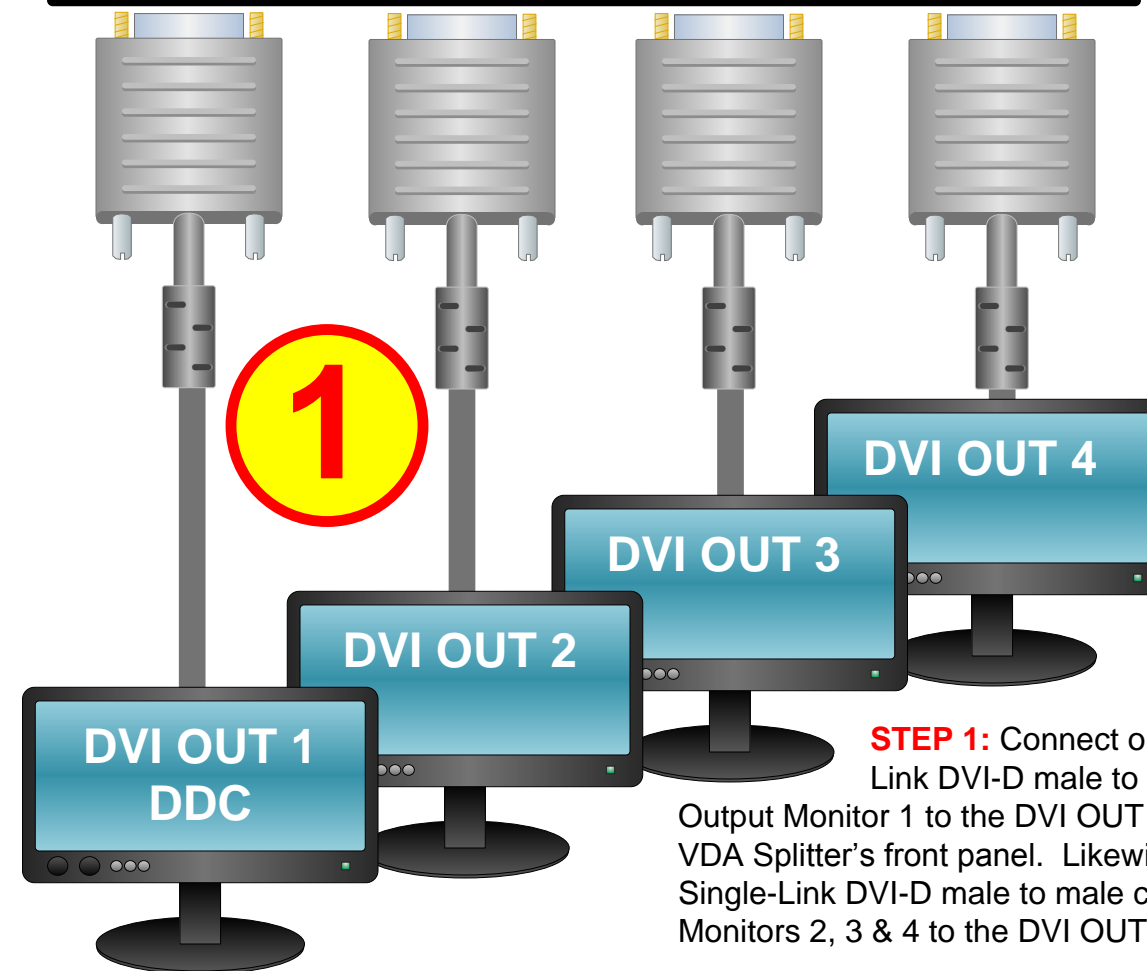 1
DVI OUT 4
DVI OUT 3
DVI OUT 2
DVI OUT 1
DDC
STEP 1: Connect o
Link DVI-D male to
Output Monitor 1 to the DVI OUT
VDA Splitter's front panel.  Likewi
Single-Link DVI-D male to male c
Monitors 2, 3 & 4 to the DVI OUT